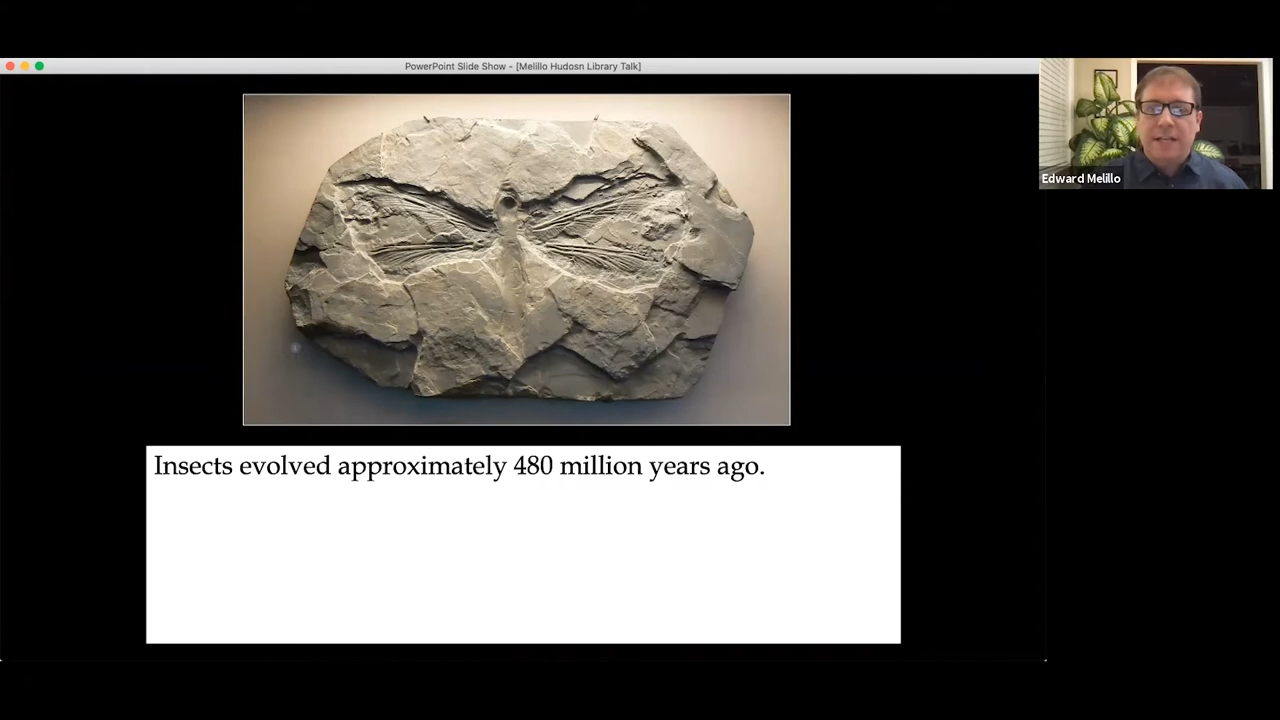 PowerPoint Slide Show - [Melillo Hudosn Library Talk]
Edward Melillo
Insects evolved approximately 480 million years ago.